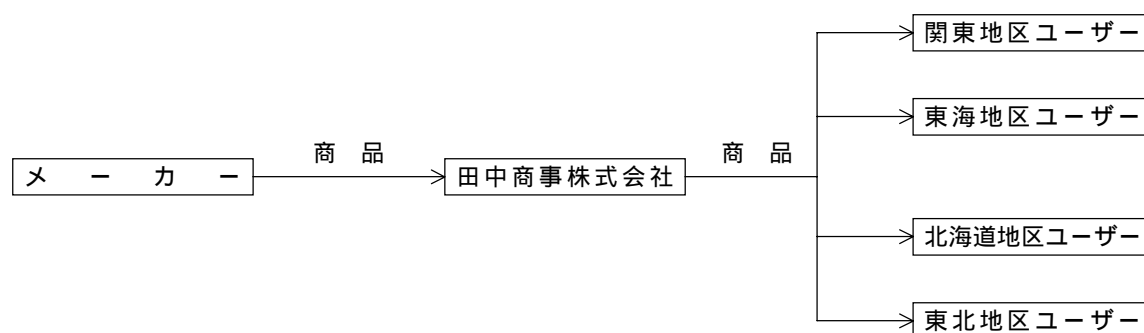 関東地区ユーザー
東海地区ユーザー
商品
商品
メーカー
田中商事株式会社
北海道地区ユーザー
東北地区ユーザー